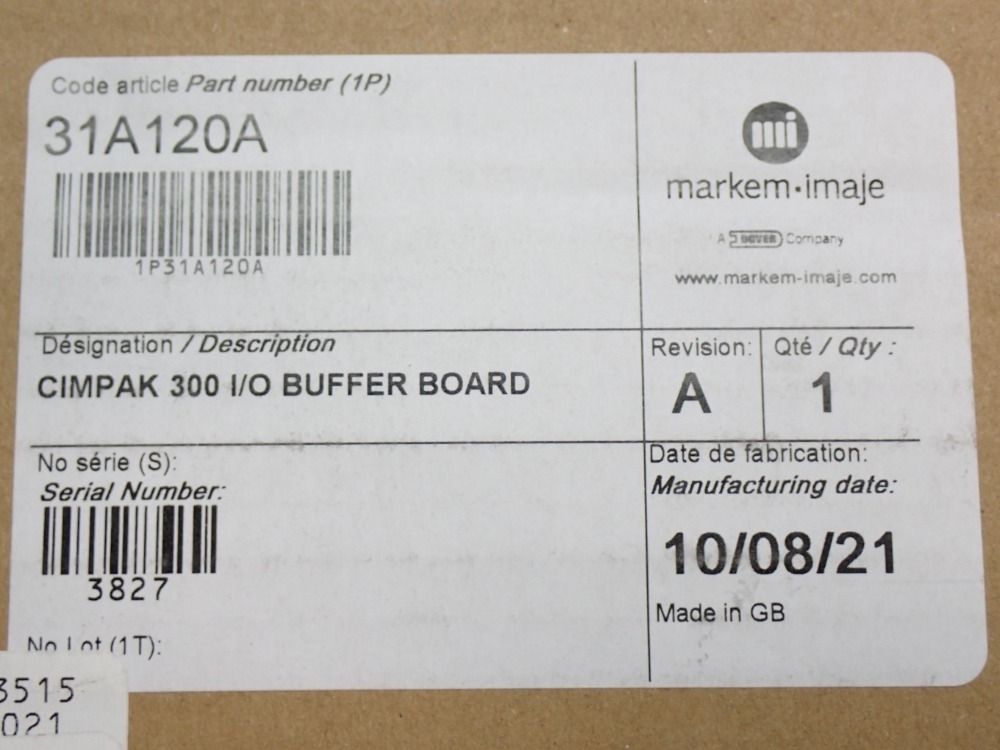 Code article Part number (1P)
31A120A
1P31A120A
mi
markem·imaje
A DOVER Company
www.markem-imaje.com
Désignation / Description
CIMPAK 300 I/O BUFFER BOARD
Revision:
A
Qté / Qty :
1
No série (S):
Serial Number:
3827
Date de fabrication:
Manufacturing date:
10/08/21
Made in GB
No Lot (1T):
3515
021